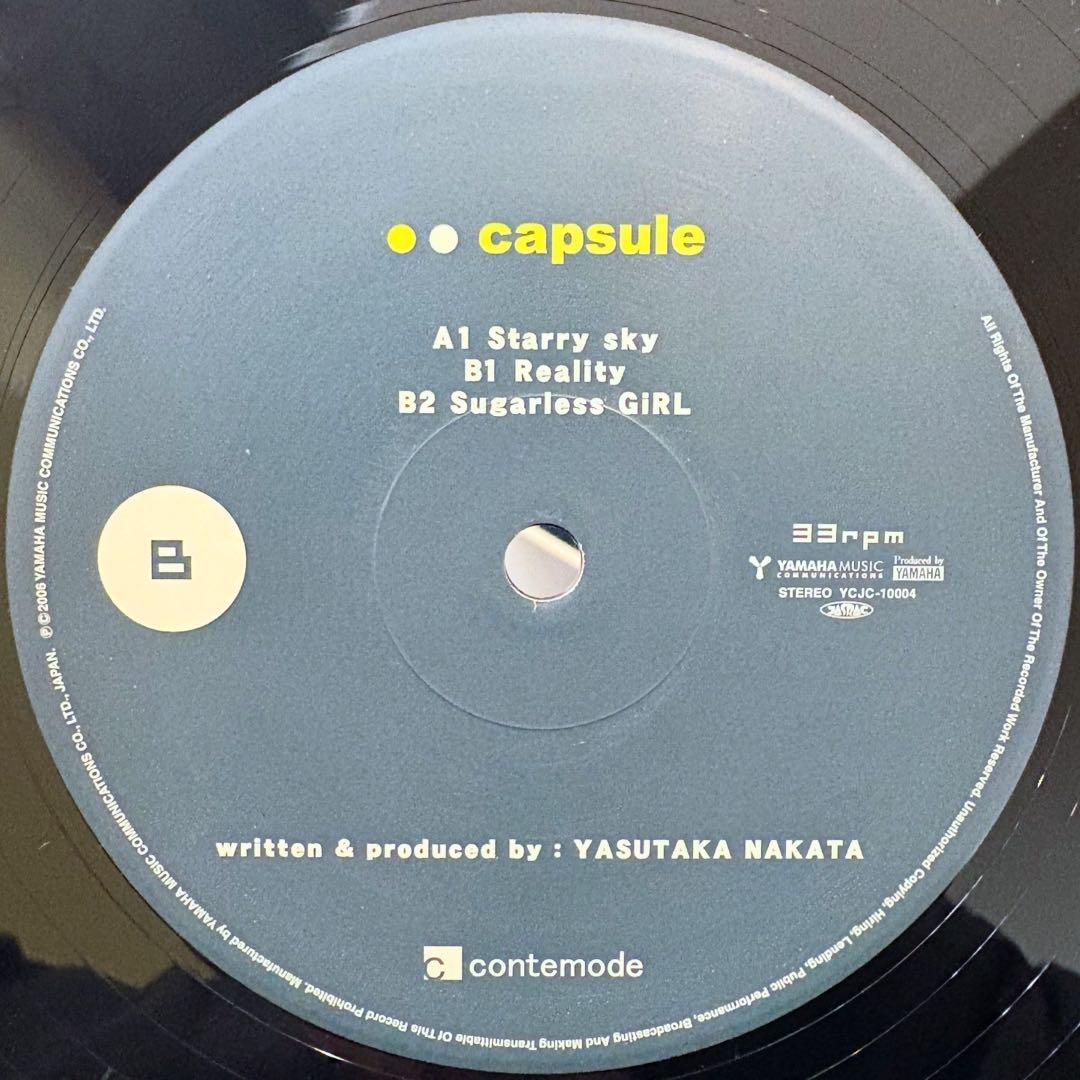 capsule
A1 Starry sky
B1 Reality
B2 Sugarless GiRL
B
33rpm
YAMAHA MUSIC
COMMUNICATIONS
Produced by
YAMAHA
STEREO YCJC-10004
JASRAC
written & produced by : YASUTAKA NAKATA
c contemode
All Rights Of The Manufacturer And Of The Owner Of The Recorded Work Reserved. Unauthorized Copying, Hiring, Lending, Public Performance, Broadcasting And Making Transmittable Of This Record Prohibited. Manufactured by YAMAHA MUSIC COMMUNICATIONS CO., LTD., JAPAN. ℗©2006 YAMAHA MUSIC COMMUNICATIONS CO., LTD.